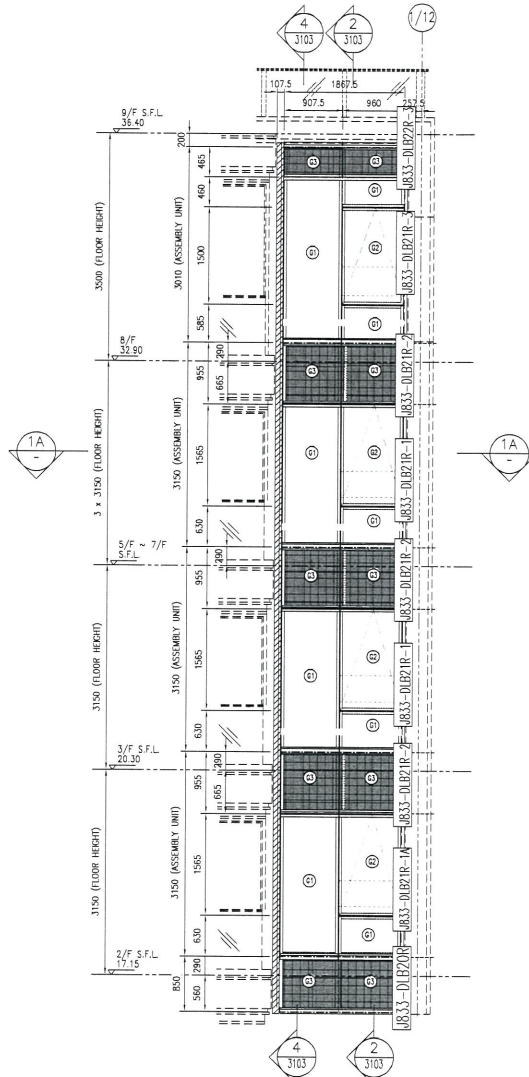 4
3103
2
3103
1/12
107.5
1867.5
907.5
960
257.5
9/F S.F.L.
36.40
200
465
460
1500
585
3500 (FLOOR HEIGHT)
3010 (ASSEMBLY UNIT)
G3
G3
G1
G1
G2
G1
J833-DLB22R-3
J833-DLB21R-3
8/F
32.90
290
955
665
G3
G3
J833-DLB21R-2
1A
-
3 x 3150 (FLOOR HEIGHT)
3150 (ASSEMBLY UNIT)
1565
630
G1
G2
G1
J833-DLB21R-1
1A
-
5/F ~ 7/F
S.F.L.
290
955
G3
G3
J833-DLB21R-2
3150 (FLOOR HEIGHT)
3150 (ASSEMBLY UNIT)
1565
630
G1
G2
G1
J833-DLB21R-1
3/F S.F.L.
20.30
290
955
665
G3
G3
J833-DLB21R-2
3150 (FLOOR HEIGHT)
3150 (ASSEMBLY UNIT)
1565
630
G1
G2
G1
J833-DLB21R-1A
2/F S.F.L.
17.15
850
290
560
G3
G3
J833-DLB20R
4
3103
2
3103